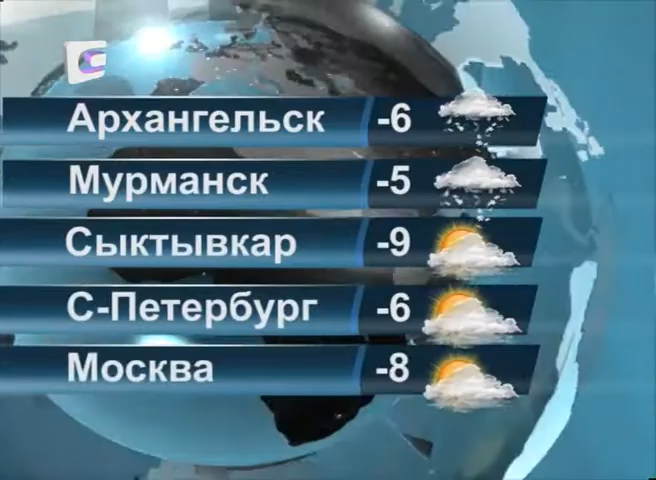 Архангельск -6
Мурманск -5
Сыктывкар -9
С-Петербург -6
Москва -8